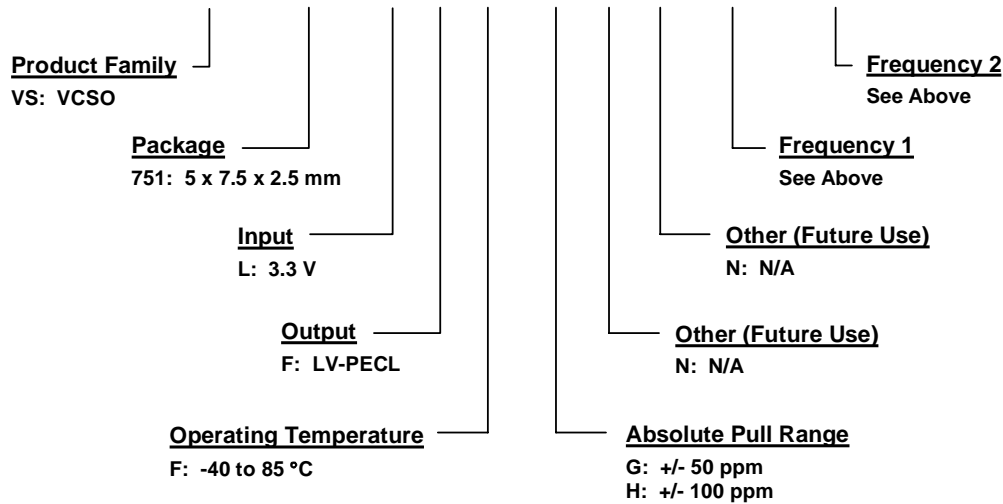 Product Family
VS: VCSO
Frequency 2
See Above
Package
751: 5 x 7.5 x 2.5 mm
Frequency 1
See Above
Input
L: 3.3 V
Other (Future Use)
N: N/A
Output
F: LV-PECL
Other (Future Use)
N: N/A
Operating Temperature
F: -40 to 85 °C
Absolute Pull Range
G: +/- 50 ppm
H: +/- 100 ppm